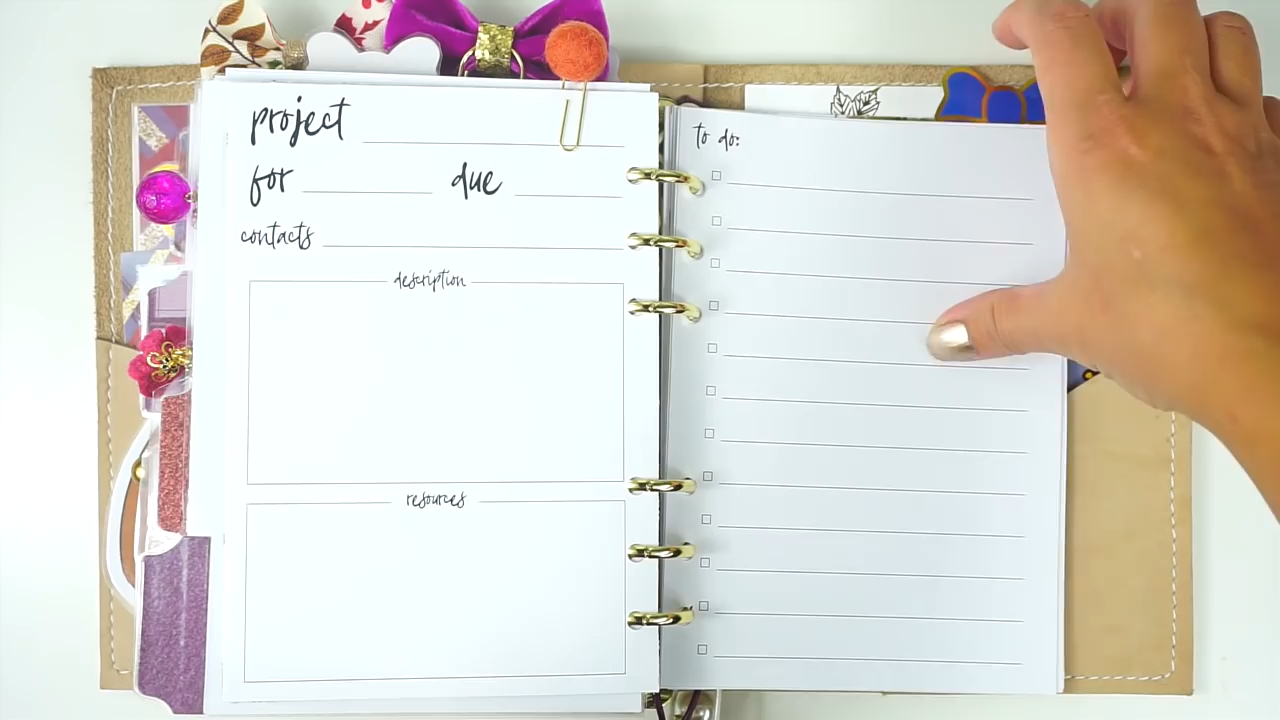 project
for due
contacts
description
resources
to do: